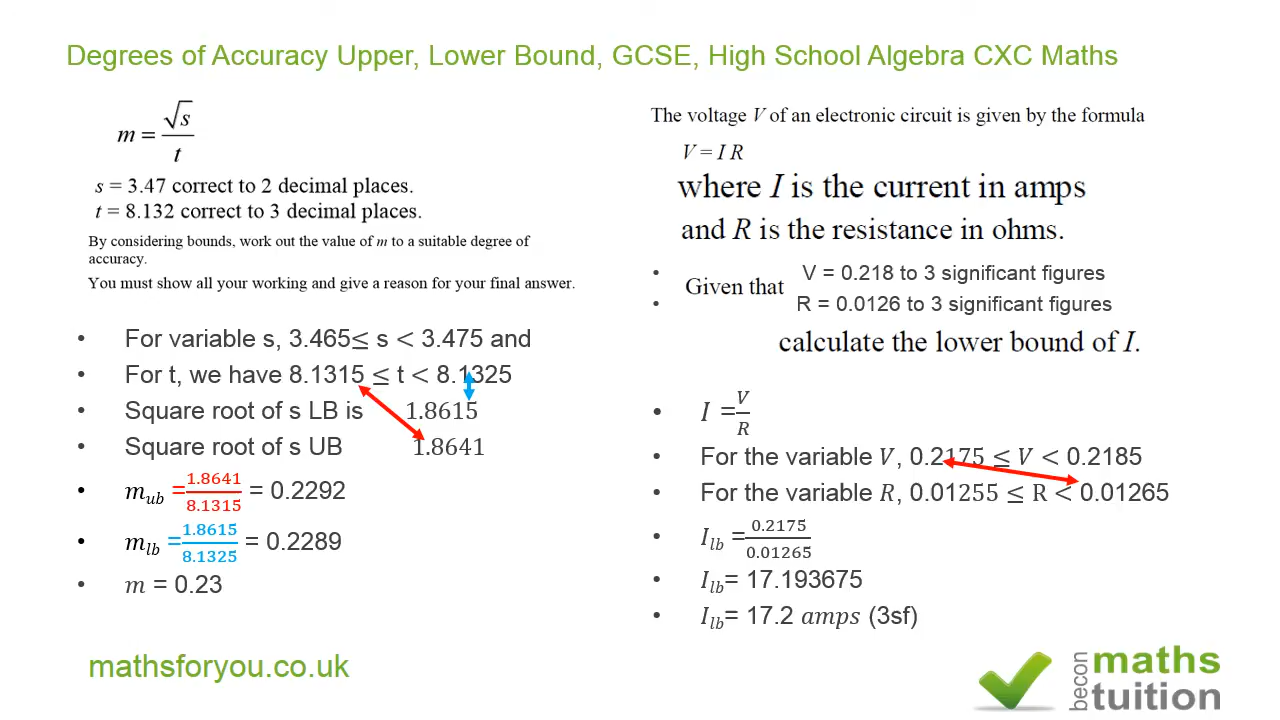 Degrees of Accuracy Upper, Lower Bound, GCSE, High School Algebra CXC Maths
m = √s / t
s = 3.47 correct to 2 decimal places.
t = 8.132 correct to 3 decimal places.
By considering bounds, work out the value of m to a suitable degree of
accuracy.
You must show all your working and give a reason for your final answer.
• For variable s, 3.465≤ s < 3.475 and
• For t, we have 8.1315 ≤ t < 8.1325
• Square root of s LB is 1.8615
• Square root of s UB 1.8641
• m_ub = 1.8641/8.1315 = 0.2292
• m_lb = 1.8615/8.1325 = 0.2289
• m = 0.23
The voltage V of an electronic circuit is given by the formula
V = I R
where I is the current in amps
and R is the resistance in ohms.
• Given that V = 0.218 to 3 significant figures
• R = 0.0126 to 3 significant figures
calculate the lower bound of I.
• I = V/R
• For the variable V, 0.2175 ≤ V < 0.2185
• For the variable R, 0.01255 ≤ R < 0.01265
• I_lb = 0.2175/0.01265
• I_lb = 17.193675
• I_lb = 17.2 amps (3sf)
mathsforyou.co.uk
becon
maths
tuition